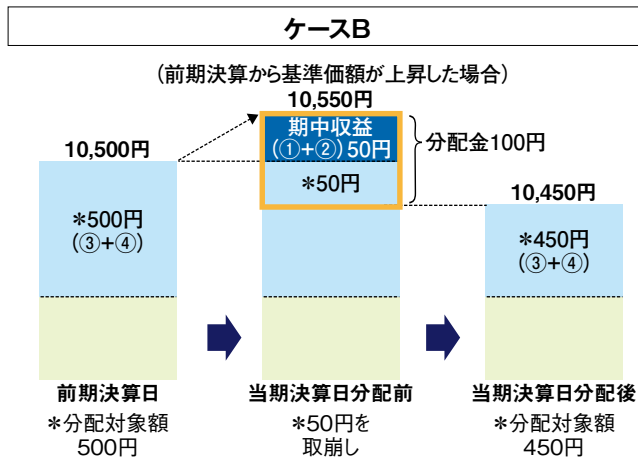 ケースB
(前期決算から基準価額が上昇した場合)
10,550円
期中収益
(①+②)50円
分配金100円
10,500円
*50円
10,450円
*500円
(③+④)
*450円
(③+④)
前期決算日
当期決算日分配前
当期決算日分配後
*分配対象額
500円
*50円を
取崩し
*分配対象額
450円